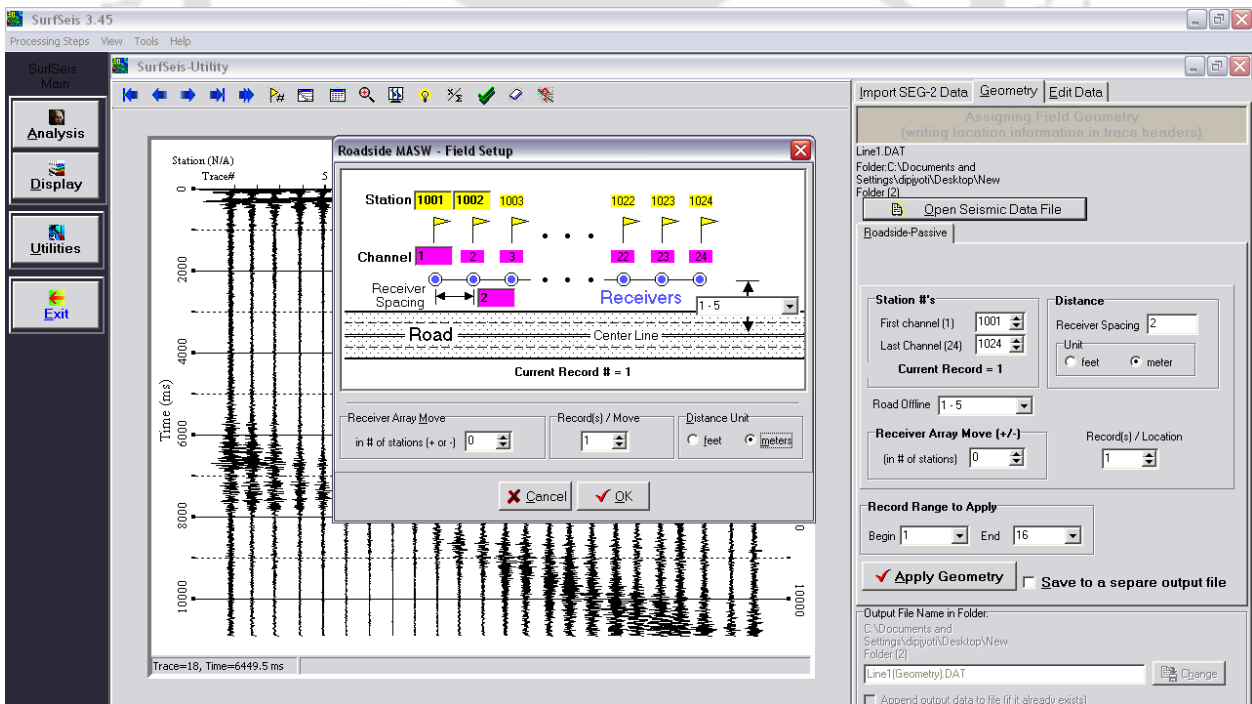 SurfSeis 3.45
Processing Steps View Tools Help
SurfSeis
Main
Analysis
Display
Utilities
Exit
SurfSeis-Utility
Station (N/A)
Trace#
5
0
2000
4000
6000
8000
10000
Time (ms)
0
10000
Trace=18, Time=6449.5 ms
Roadside MASW - Field Setup
Station 1001 1002 1003 1022 1023 1024
Channel 1 2 3 22 23 24
Receiver
Spacing
2
Receivers
1 - 5
Road
Center Line
Current Record # = 1
Receiver Array Move
in # of stations (+ or -) 0
Record(s) / Move
1
Distance Unit
feet meters
Cancel OK
Import SEG-2 Data Geometry Edit Data
Assigning Field Geometry
(writing location information in trace headers)
Line1.DAT
Folder:C:\Documents and
Settings\dipjyoti\Desktop\New
Folder (2)
Open Seismic Data File
Roadside-Passive
Station #'s
First channel (1) 1001
Last Channel (24) 1024
Current Record = 1
Distance
Receiver Spacing 2
Unit
feet meter
Road Offline 1 - 5
Receiver Array Move (+/-)
(in # of stations) 0
Record(s) / Location
1
Record Range to Apply
Begin 1 End 16
Apply Geometry
Save to a separe output file
Output File Name in Folder:
C:\Documents and
Settings\dipjyoti\Desktop\New
Folder (2)
Line1(Geometry).DAT
Change
Append output data to file (if it already exists)